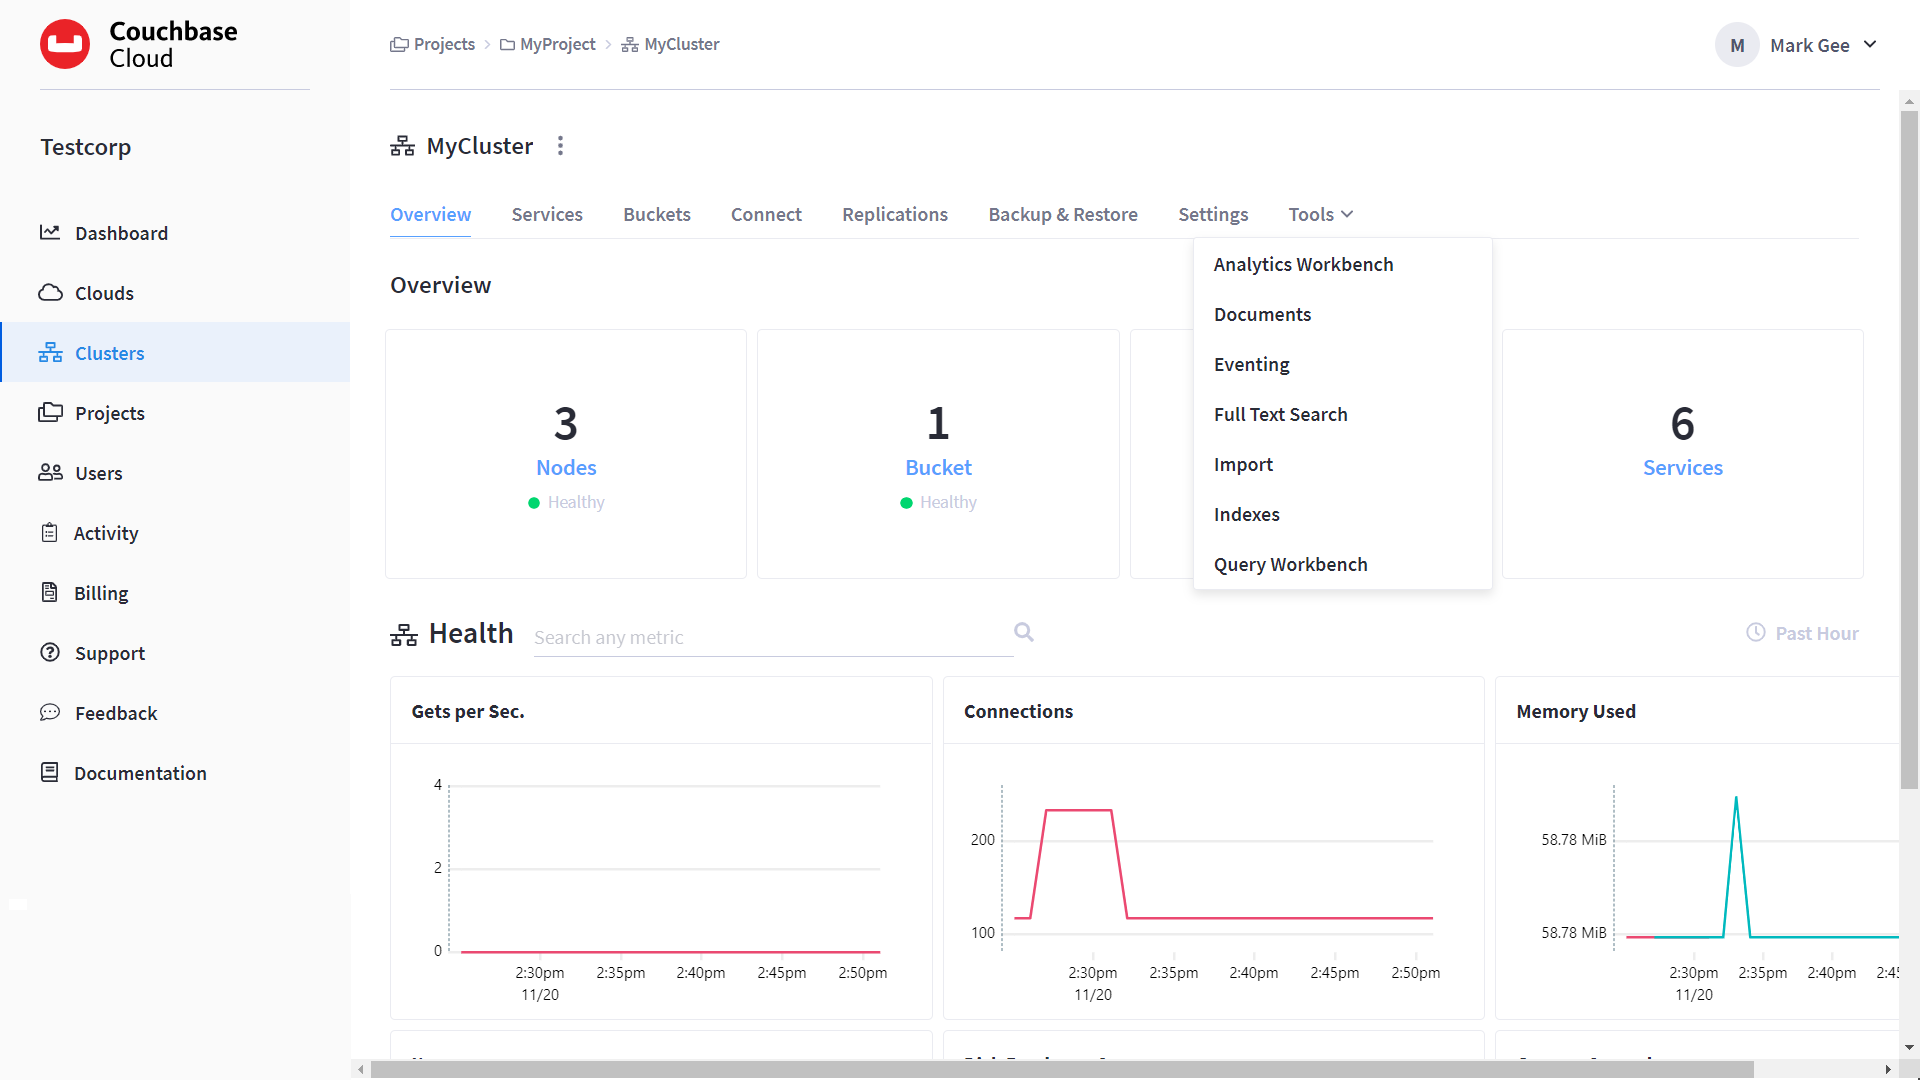 Couchbase
Cloud
Projects MyProject MyCluster
M Mark Gee
Testcorp
Dashboard
Clouds
Clusters
Projects
Users
Activity
Billing
Support
Feedback
Documentation
MyCluster
Overview Services Buckets Connect Replications Backup & Restore Settings Tools
Analytics Workbench
Documents
Eventing
Full Text Search
Import
Indexes
Query Workbench
Overview
3
Nodes
Healthy
1
Bucket
Healthy
6
Services
Health Search any metric
Past Hour
Gets per Sec.
4
2
0
2:30pm 2:35pm 2:40pm 2:45pm 2:50pm
11/20
Connections
200
100
2:30pm 2:35pm 2:40pm 2:45pm 2:50pm
11/20
Memory Used
58.78 MiB
58.78 MiB
2:30pm 2:35pm 2:40pm
11/20